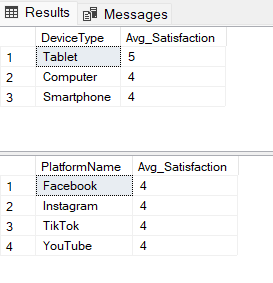 Results Messages
DeviceType Avg_Satisfaction
1 Tablet 5
2 Computer 4
3 Smartphone 4
PlatformName Avg_Satisfaction
1 Facebook 4
2 Instagram 4
3 TikTok 4
4 YouTube 4